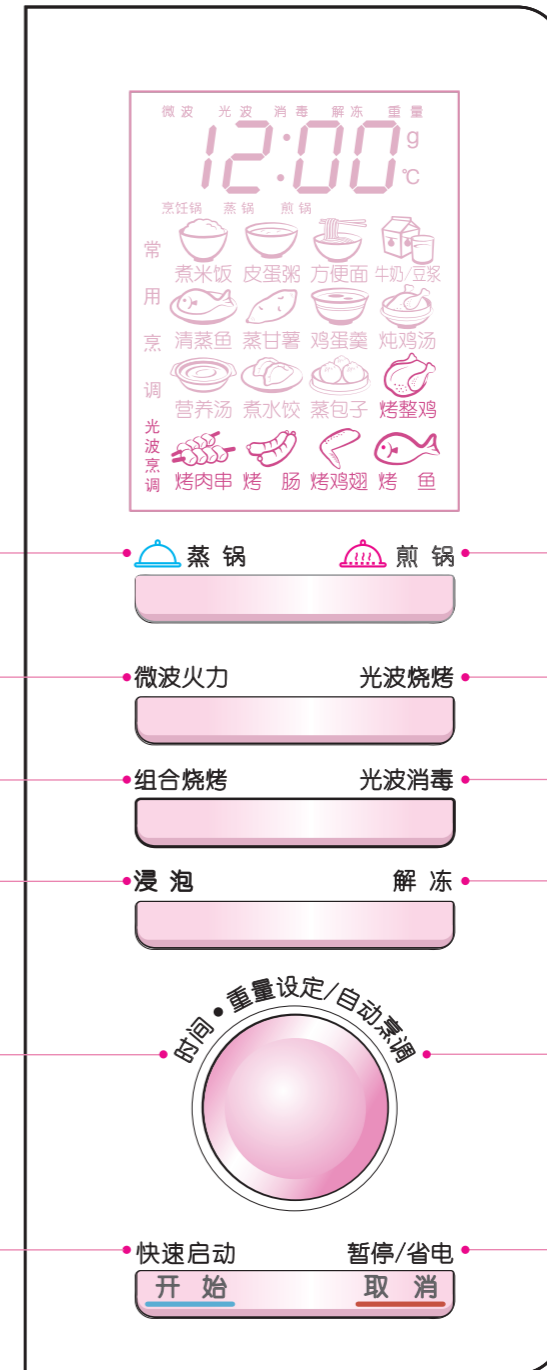 微波 光波 消毒 解冻 重量
12:00 g
℃
烹饪锅 蒸锅 煎锅
常用烹调
煮米饭 皮蛋粥 方便面 牛奶/豆浆
清蒸鱼 蒸甘薯 鸡蛋羹 炖鸡汤
营养汤 煮水饺 蒸包子 烤整鸡
光波烹调
烤肉串 烤肠 烤鸡翅 烤鱼
蒸锅 煎锅
微波火力 光波烧烤
组合烧烤 光波消毒
浸泡 解冻
时间•重量设定/自动烹调
快速启动 暂停/省电
开始 取消